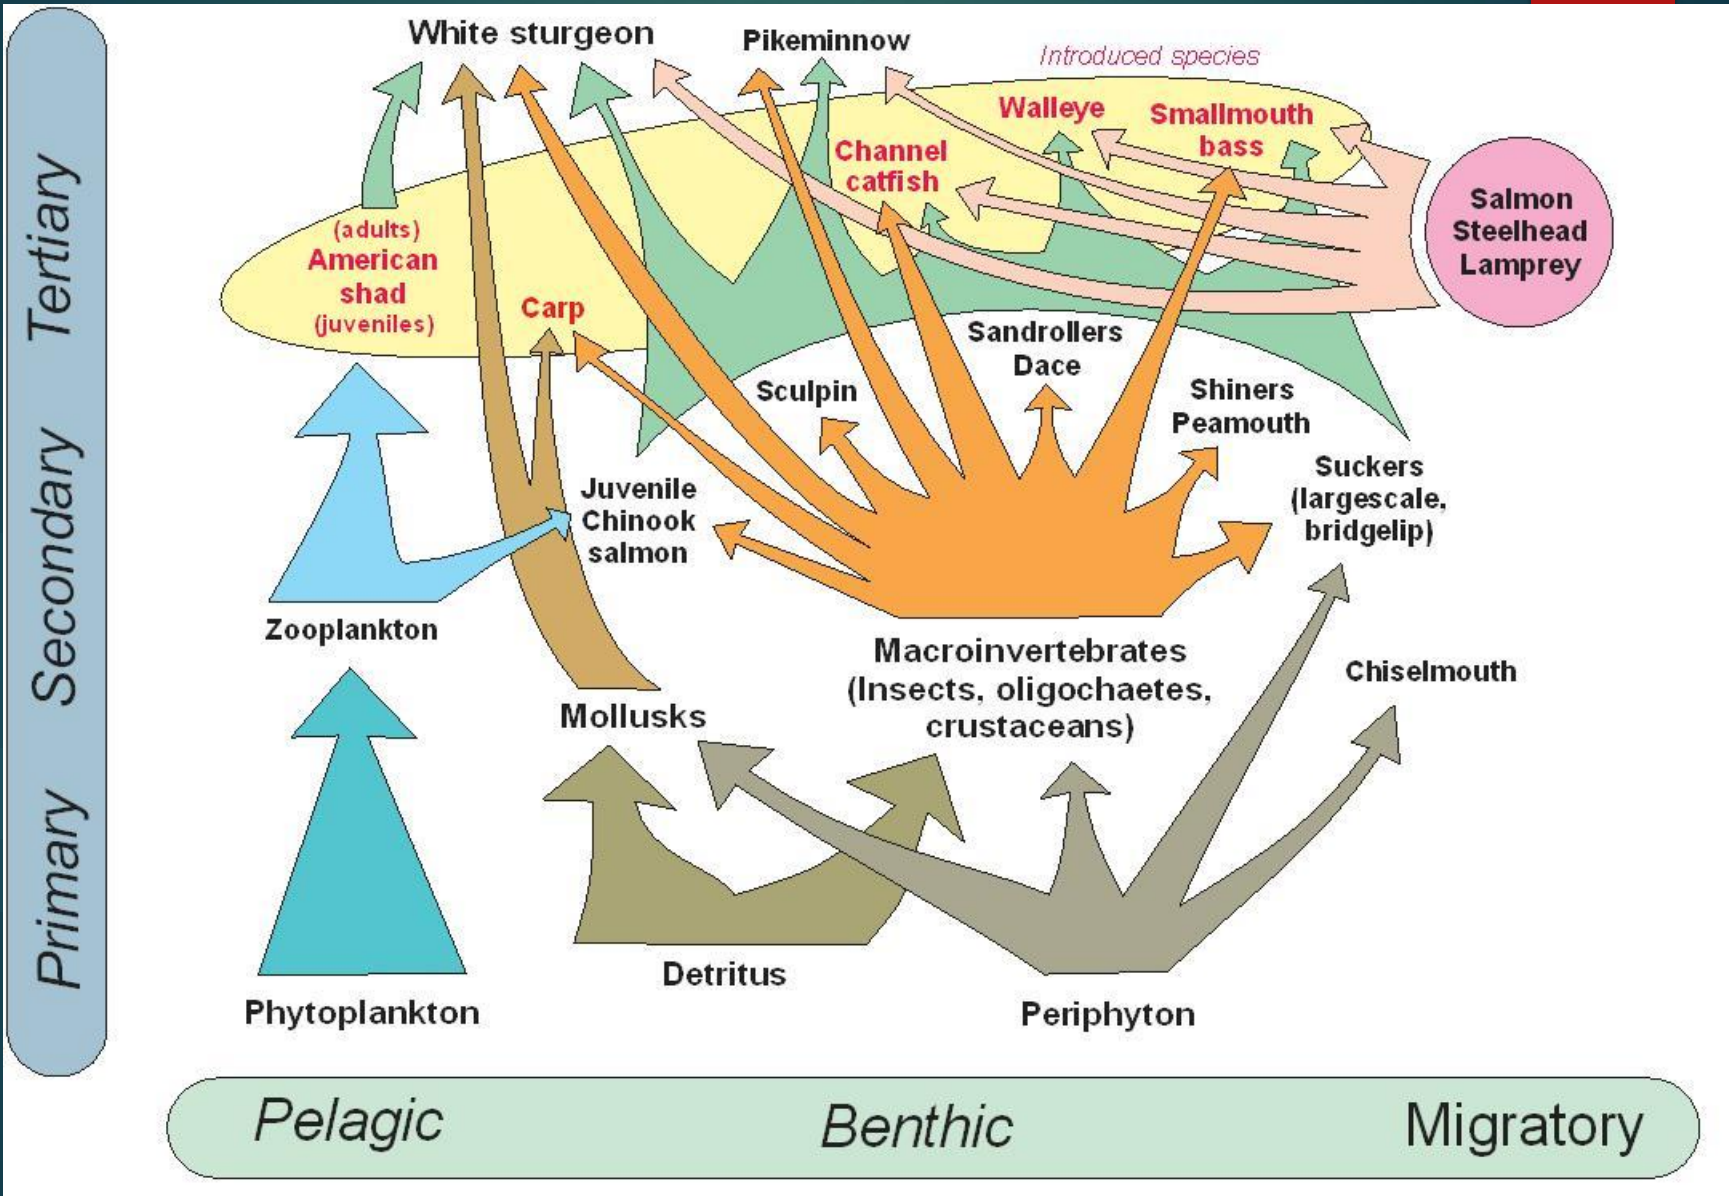 White sturgeon
Pikeminnow
Introduced species
Walleye
Smallmouth
bass
Channel
catfish
Salmon
Steelhead
Lamprey
(adults)
American
shad
(juveniles)
Carp
Sandrollers
Dace
Sculpin
Shiners
Peamouth
Suckers
(largescale,
bridgelip)
Juvenile
Chinook
salmon
Zooplankton
Macroinvertebrates
(Insects, oligochaetes,
crustaceans)
Chiselmouth
Mollusks
Detritus
Phytoplankton
Periphyton
Tertiary
Secondary
Primary
Pelagic
Benthic
Migratory